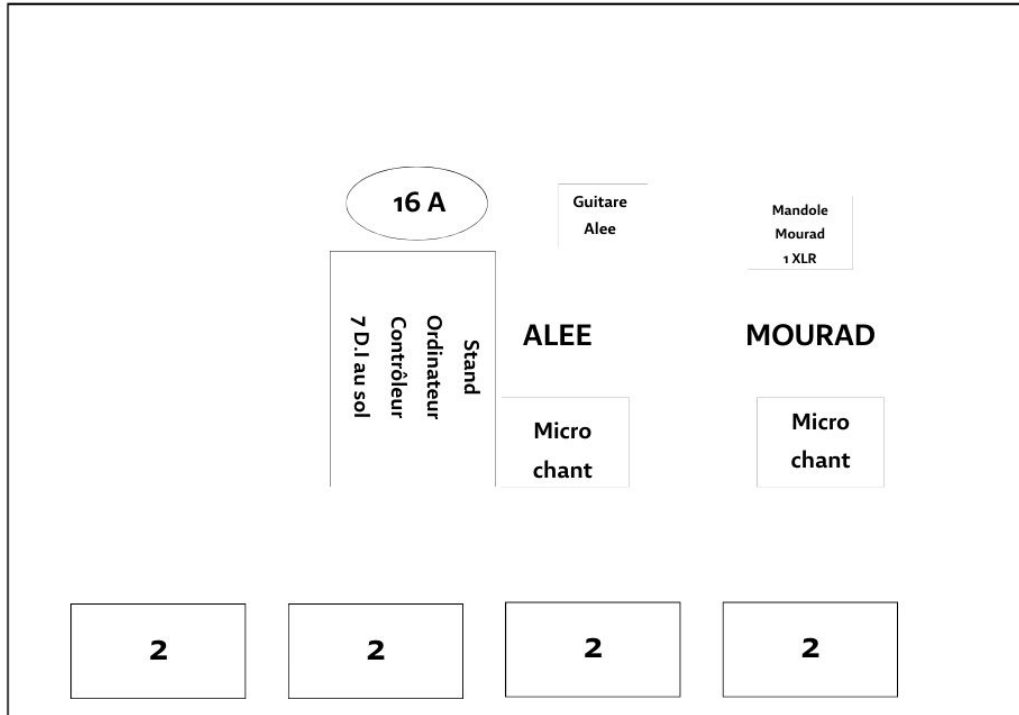 16 A
Guitare
Alee
Mandole
Mourad
1 XLR
Stand
Ordinateur
Contrôleur
7 D.I au sol
ALEE
MOURAD
Micro
chant
Micro
chant
2
2
2
2